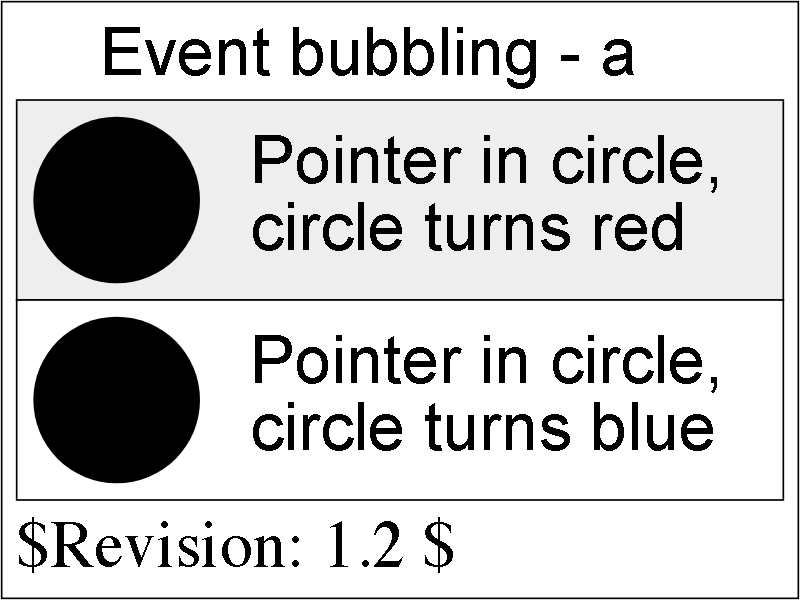 Event bubbling - a
Pointer in circle,
circle turns red
Pointer in circle,
circle turns blue
$Revision: 1.2 $